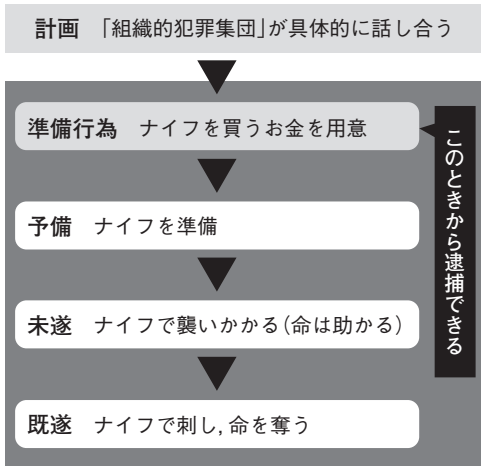 計画 「組織的犯罪集団」が具体的に話し合う
準備行為 ナイフを買うお金を用意
予備 ナイフを準備
未遂 ナイフで襲いかかる(命は助かる)
既遂 ナイフで刺し,命を奪う
このときから逮捕できる